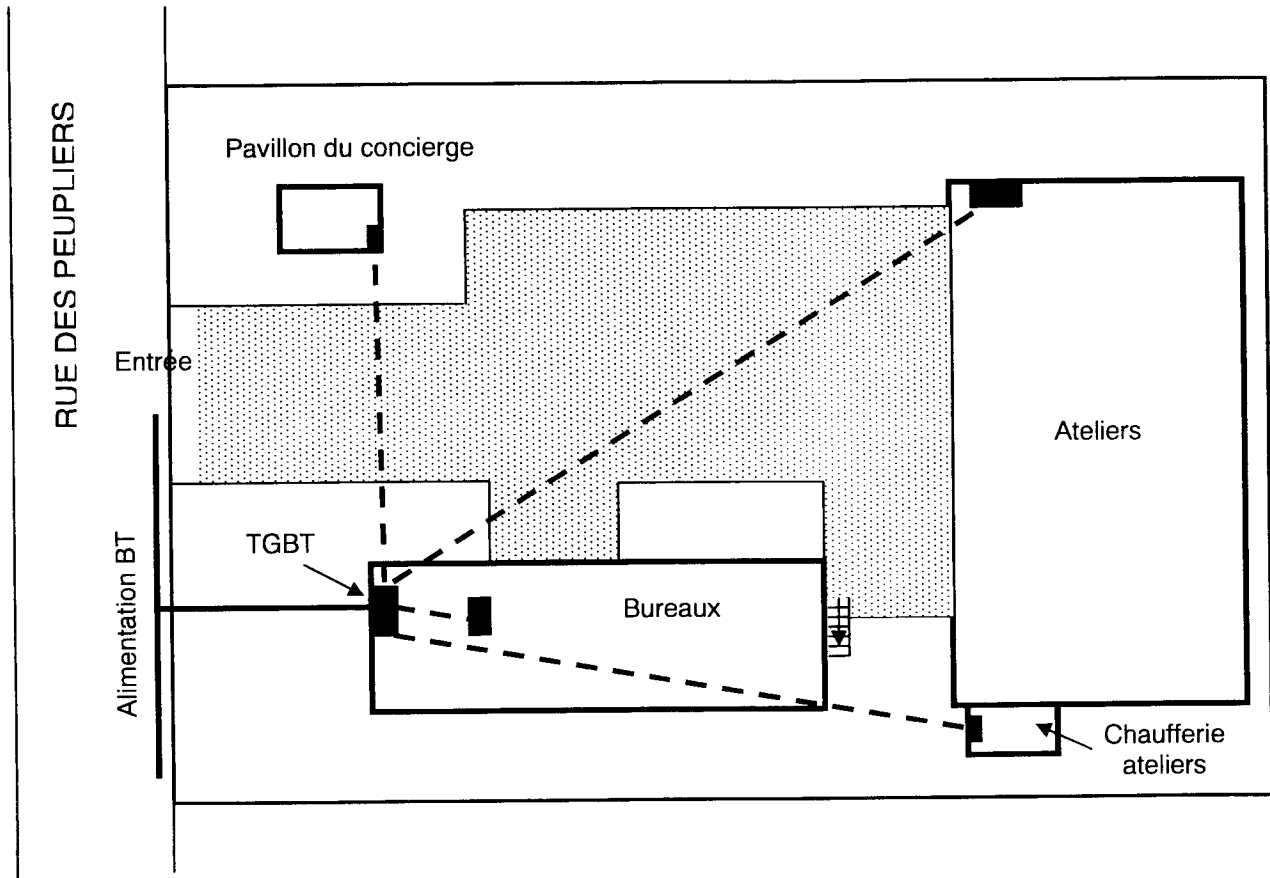 RUE DES PEUPLIERS
Pavillon du concierge
Entrée
Ateliers
TGBT
Bureaux
Alimentation BT
Chaufferie
ateliers